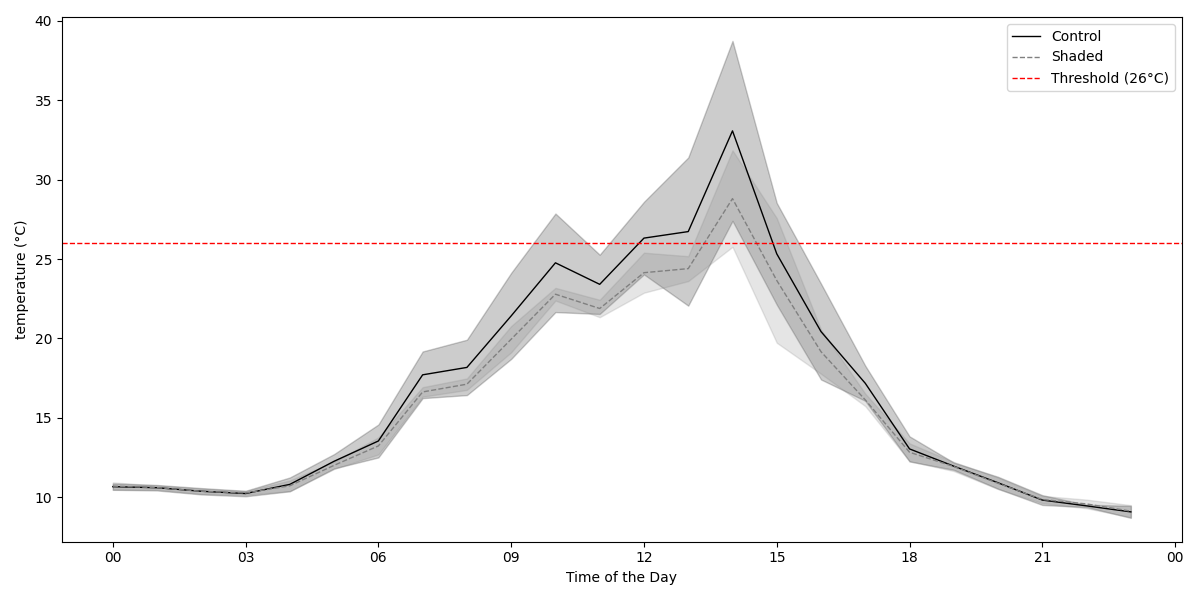 40
35
30
25
20
15
10
temperature (°C)
Control
Shaded
Threshold (26°C)
00 03 06 09 12 15 18 21 00
Time of the Day